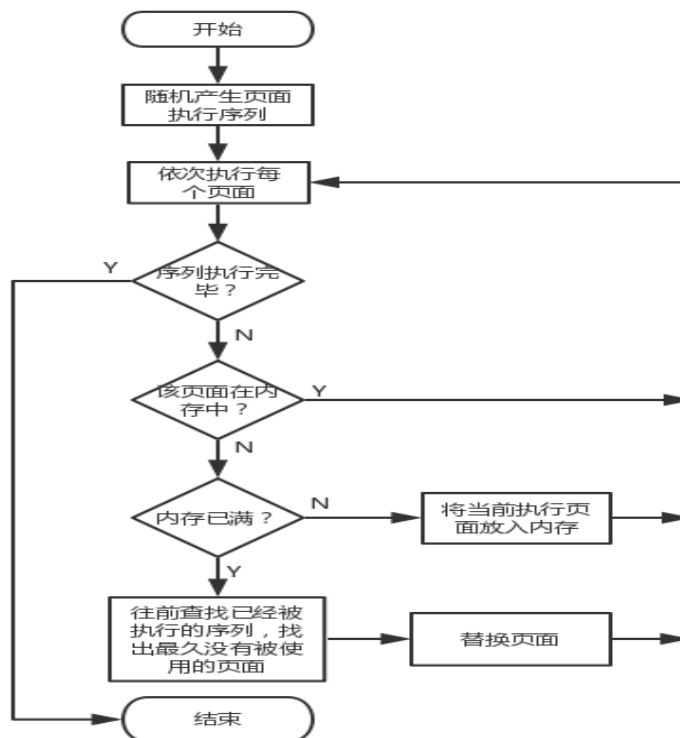 开始
随机产生页面
执行序列
依次执行每
个页面
Y
序列执行完
毕？
N
该页面在内
存中？
Y
N
内存已满？
N
将当前执行页
面放入内存
Y
往前查找已经被
执行的序列，找
出最久没有被使
用的页面
替换页面
结束